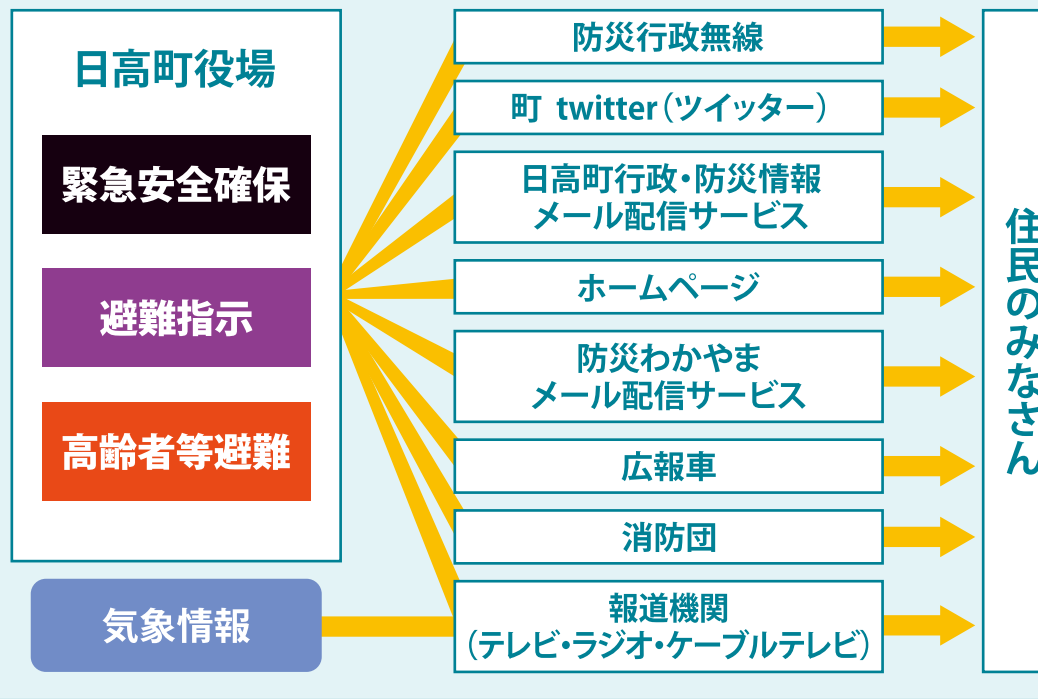 日高町役場
緊急安全確保
避難指示
高齢者等避難
気象情報
防災行政無線
町 twitter（ツイッター）
日高町行政・防災情報
メール配信サービス
ホームページ
防災わかやま
メール配信サービス
広報車
消防団
報道機関
（テレビ・ラジオ・ケーブルテレビ）
住民のみなさん